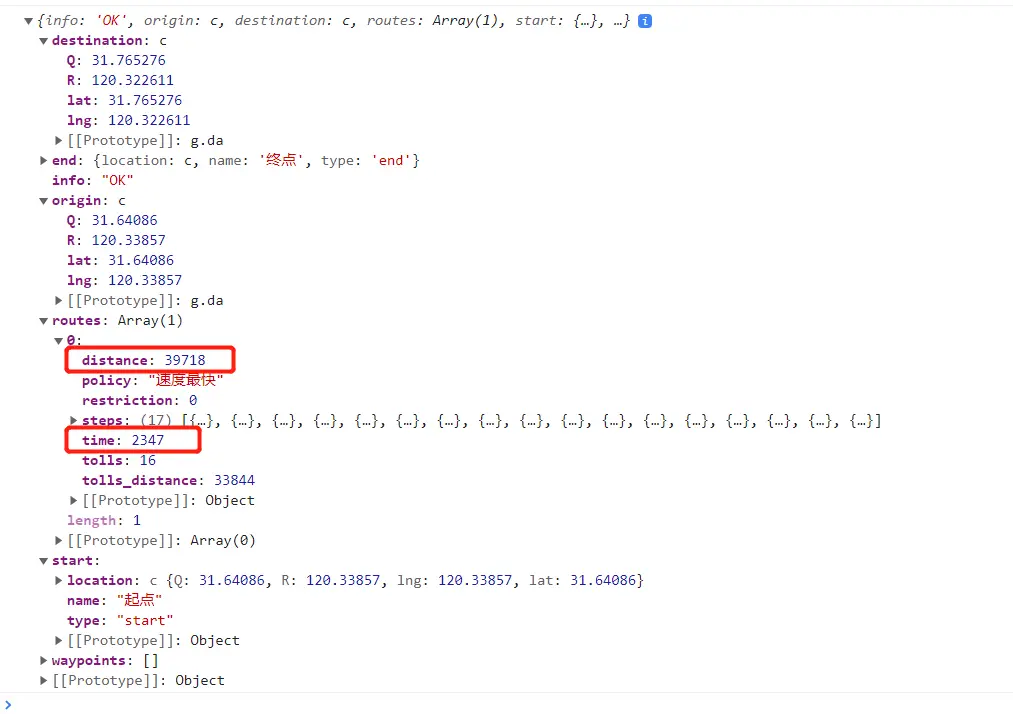 {info: 'OK', origin: c, destination: c, routes: Array(1), start: {…}, …} i
destination: c
Q: 31.765276
R: 120.322611
lat: 31.765276
lng: 120.322611
[[Prototype]]: g.da
end: {location: c, name: '终点', type: 'end'}
info: "OK"
origin: c
Q: 31.64086
R: 120.33857
lat: 31.64086
lng: 120.33857
[[Prototype]]: g.da
routes: Array(1)
0:
distance: 39718
policy: "速度最快"
restriction: 0
steps: (17) [{…}, {…}, {…}, {…}, {…}, {…}, {…}, {…}, {…}, {…}, {…}, {…}, {…}, {…}, {…}, {…}, {…}]
time: 2347
tolls: 16
tolls_distance: 33844
[[Prototype]]: Object
length: 1
[[Prototype]]: Array(0)
start:
location: c {Q: 31.64086, R: 120.33857, lng: 120.33857, lat: 31.64086}
name: "起点"
type: "start"
[[Prototype]]: Object
waypoints: []
[[Prototype]]: Object